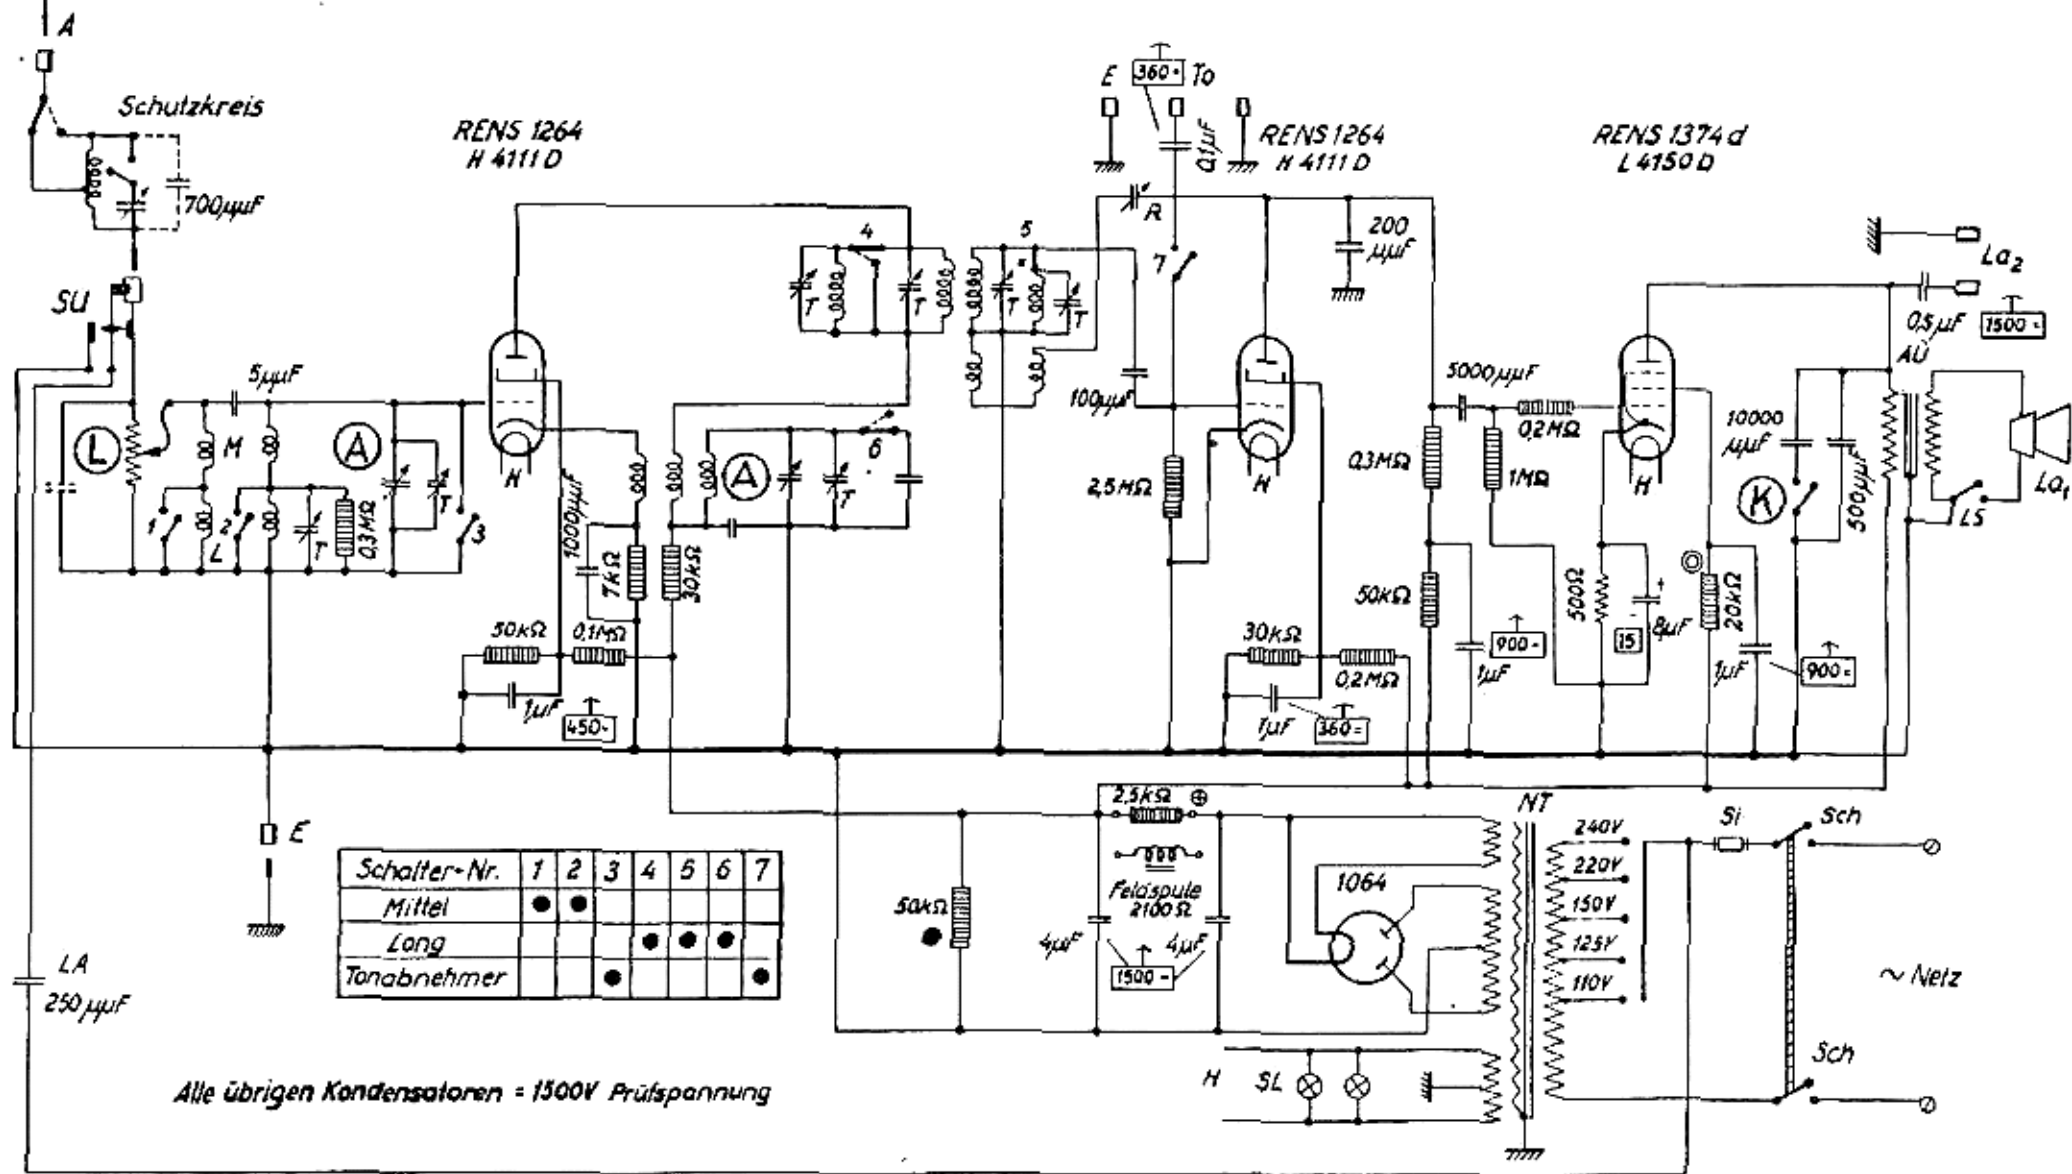 A
Schutzkreis
700µµF
RENS 1264
H 4111 D
E
360=
To
0,1µF
RENS 1264
H 4111 D
RENS 1374 d
L 4150 D
R
200
µµF
La2
0,5µF
1500=
AÜ
SU
5µµF
L
M
A
1
2
L
T
0,3MΩ
T
3
H
1000µµF
7kΩ
30kΩ
A
T
6
4
T
T
5
T
T
100µµF
7
2,5MΩ
H
0,3MΩ
5000µµF
0,2MΩ
1MΩ
H
10000
µµF
K
500µµF
La1
LS
50kΩ
0,1MΩ
1µF
450=
30kΩ
0,2MΩ
1µF
360=
50kΩ
1µF
900=
500Ω
+
-
15
8µF
20kΩ
1µF
900=
E
LA
250µµF
Schalter-Nr. 1 2 3 4 5 6 7
Mittel ● ●
Lang ● ● ●
Tonabnehmer ● ●
50kΩ
2,5kΩ
Feldspule
2100Ω
4µF
4µF
1500=
1064
NT
240V
220V
150V
125V
110V
Si
Sch
~ Netz
Sch
H
SL
Alle übrigen Kondensatoren = 1500V Prüfspannung